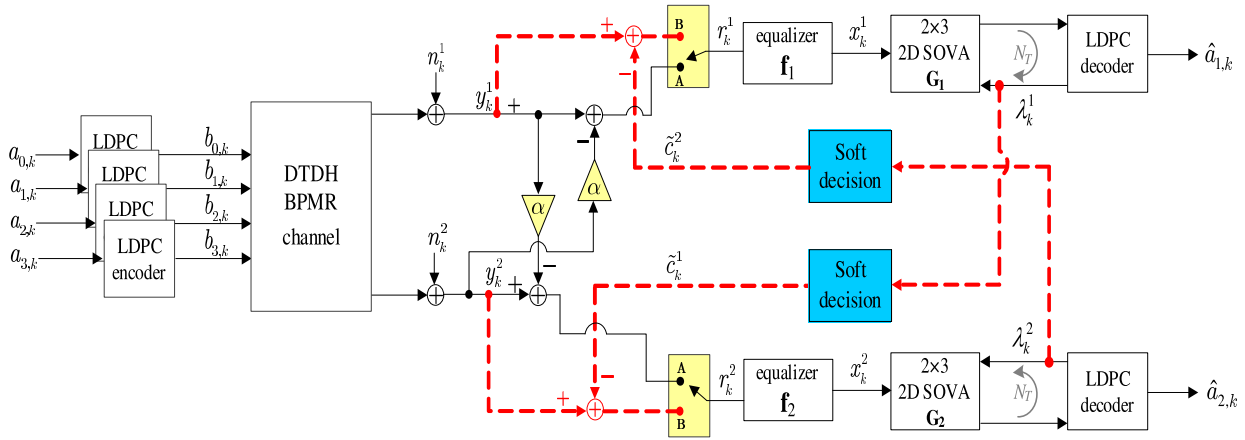 a_{0,k}
a_{1,k}
a_{2,k}
a_{3,k}
LDPC
LDPC
LDPC
LDPC
encoder
b_{0,k}
b_{1,k}
b_{2,k}
b_{3,k}
DTDH
BPMR
channel
n_k^1
y_k^1
+
n_k^2
y_k^2
+
α
−
α
−
+
−
B
A
r_k^1
equalizer
f_1
x_k^1
2×3
2D SOVA
G_1
N_T
LDPC
decoder
â_{1,k}
λ_k^1
c̃_k^2
Soft
decision
c̃_k^1
Soft
decision
+
−
A
B
r_k^2
equalizer
f_2
x_k^2
2×3
2D SOVA
G_2
λ_k^2
N_T
LDPC
decoder
â_{2,k}